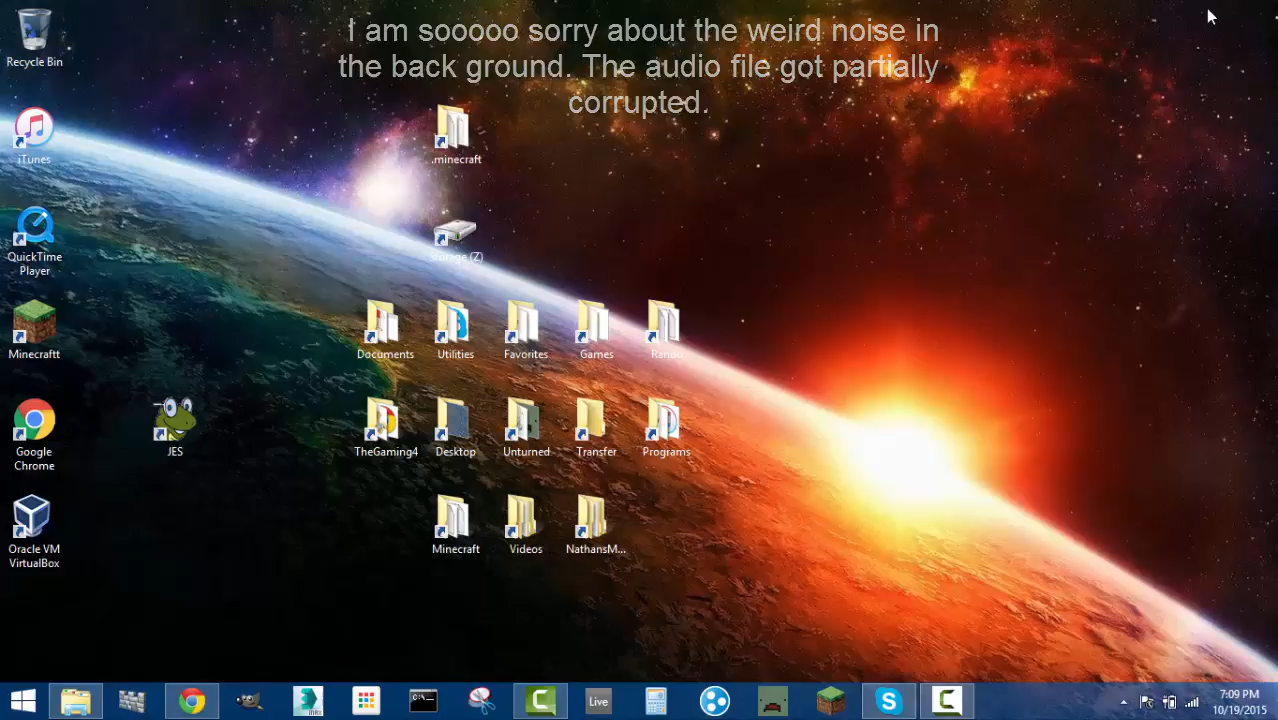 I am sooooo sorry about the weird noise in
the back ground. The audio file got partially
corrupted.
Recycle Bin
iTunes
.minecraft
QuickTime
Player
Storage (Z)
Minecraftt
Documents
Utilities
Favorites
Games
Google
Chrome
JES
TheGaming4
Desktop
Unturned
Transfer
Programs
Oracle VM
VirtualBox
Minecraft
Videos
NathansM...
C:\_
Live
7:09 PM
10/19/2015